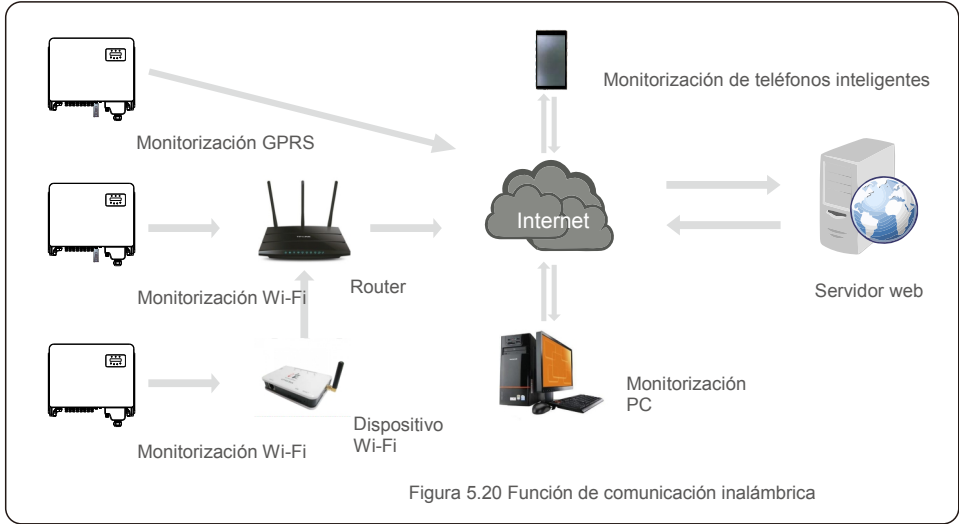 Monitorización de teléfonos inteligentes
Monitorización GPRS
Internet
Monitorización Wi-Fi
Router
Servidor web
Monitorización
PC
Dispositivo
Wi-Fi
Monitorización Wi-Fi
Figura 5.20 Función de comunicación inalámbrica